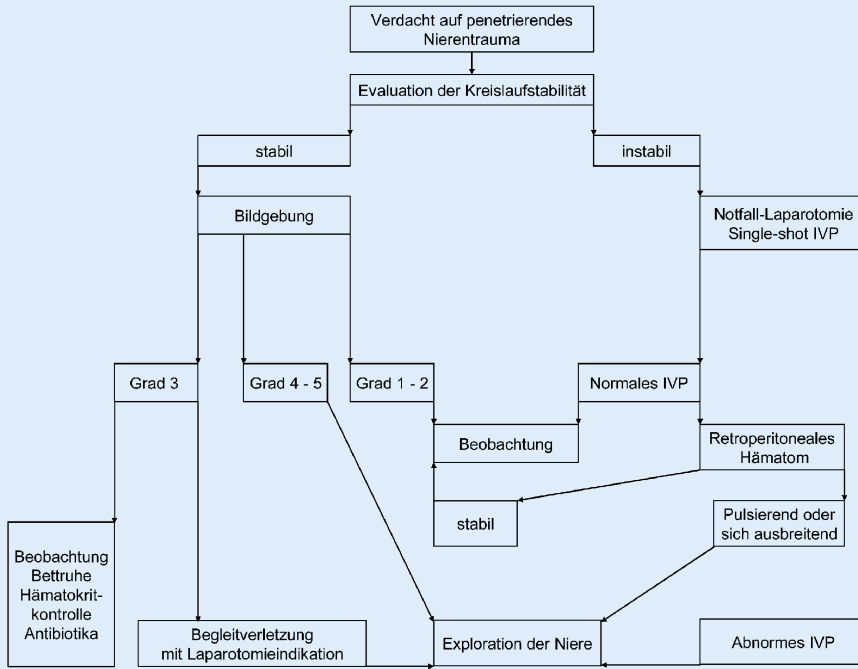 Verdacht auf penetrierendes
Nierentrauma
Evaluation der Kreislaufstabilität
stabil
instabil
Bildgebung
Notfall-Laparotomie
Single-shot IVP
Grad 3
Grad 4 - 5
Grad 1 - 2
Normales IVP
Beobachtung
Retroperitoneales
Hämatom
stabil
Pulsierend oder
sich ausbreitend
Beobachtung
Bettruhe
Hämatokrit-
kontrolle
Antibiotika
Begleitverletzung
mit Laparotomieindikation
Exploration der Niere
Abnormes IVP